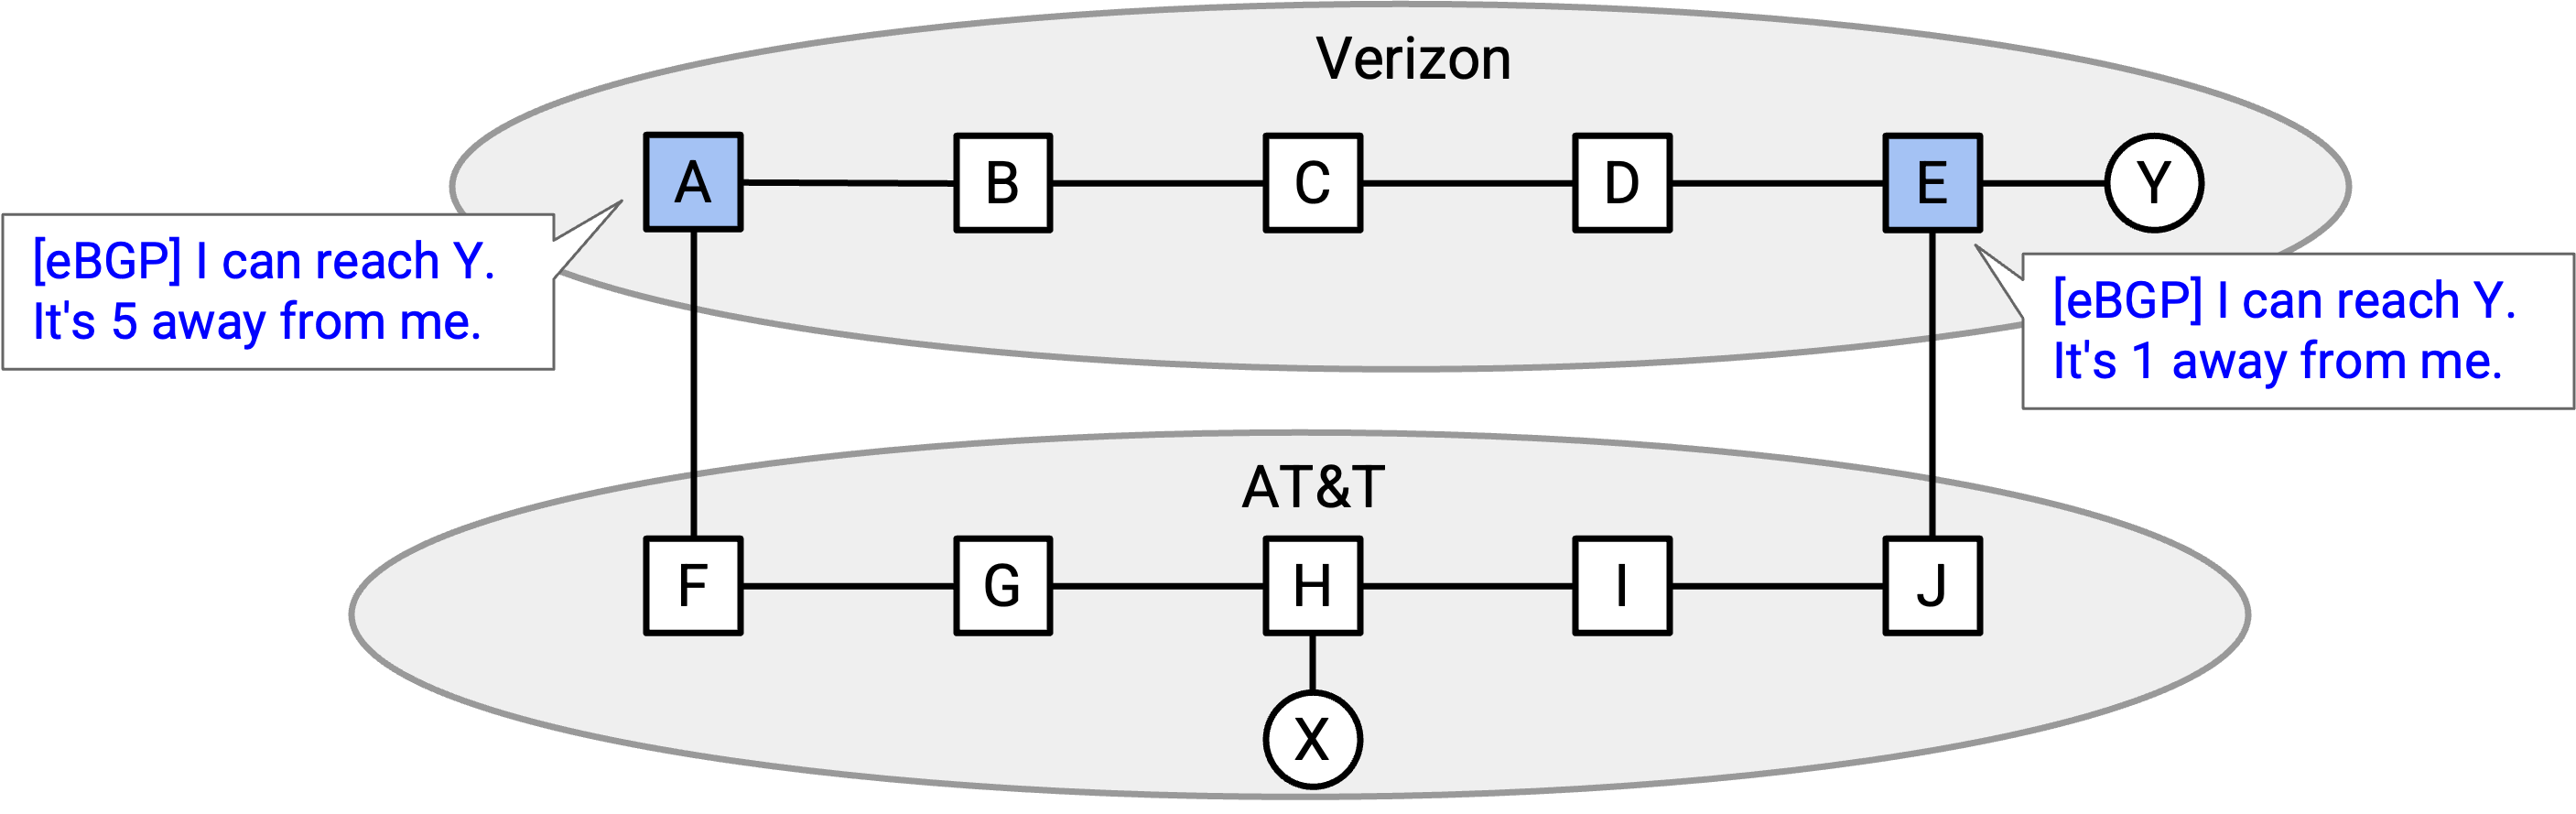 Verizon
A
B
C
D
E
Y
[eBGP] I can reach Y.
It's 5 away from me.
[eBGP] I can reach Y.
It's 1 away from me.
AT&T
F
G
H
I
J
X